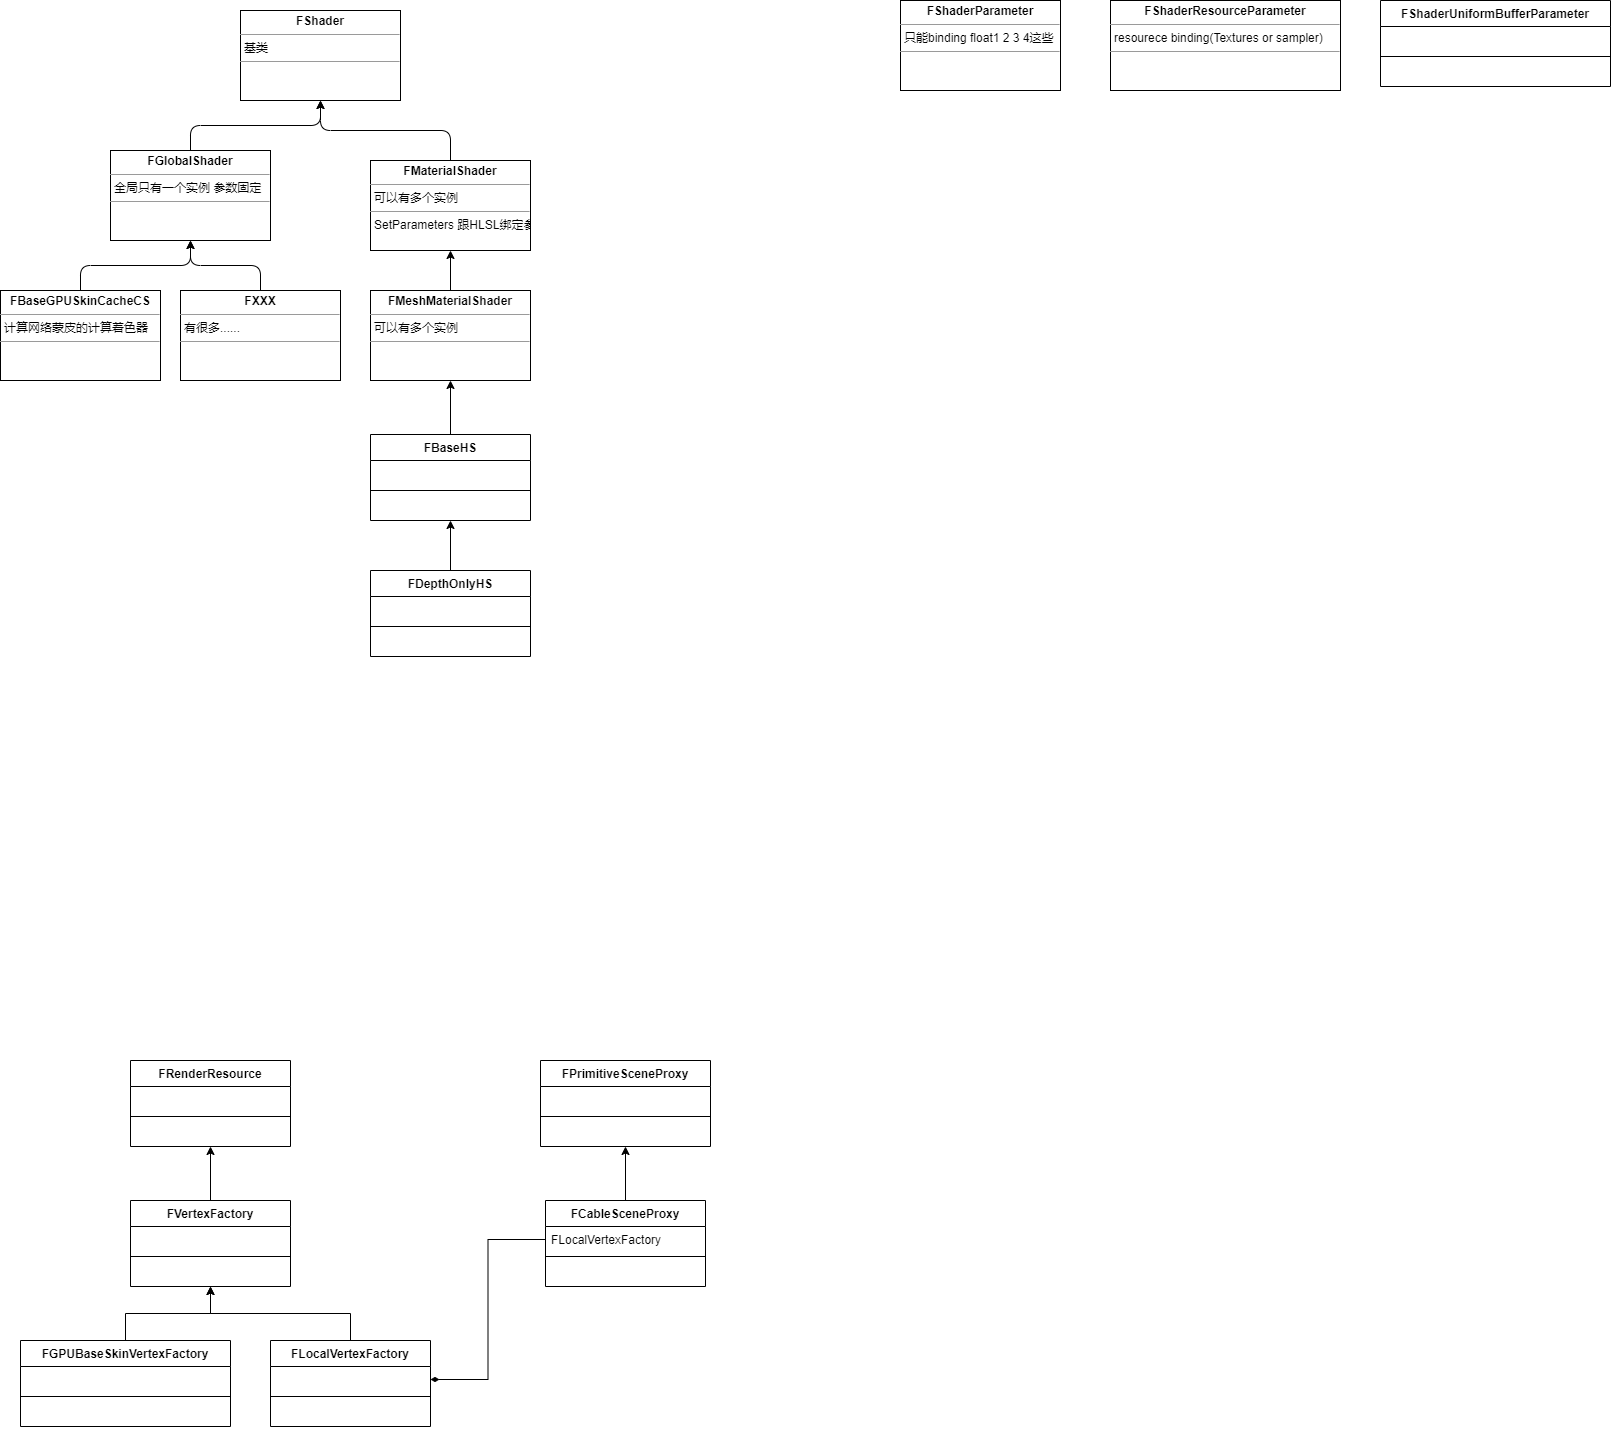 FShader
基类
FGlobalShader
全局只有一个实例 参数固定
FMaterialShader
可以有多个实例
SetParameters 跟HLSL绑定
FBaseGPUSkinCacheCS
计算网络蒙皮的计算着色器
FXXX
有很多......
FMeshMaterialShader
可以有多个实例
FBaseHS
FDepthOnlyHS
FShaderParameter
只能binding float1 2 3 4这些
FShaderResourceParameter
resourece binding(Textures or sampler)
FShaderUniformBufferParameter
FRenderResource
FVertexFactory
FGPUBaseSkinVertexFactory
FLocalVertexFactory
FPrimitiveSceneProxy
FCableSceneProxy
FLocalVertexFactory